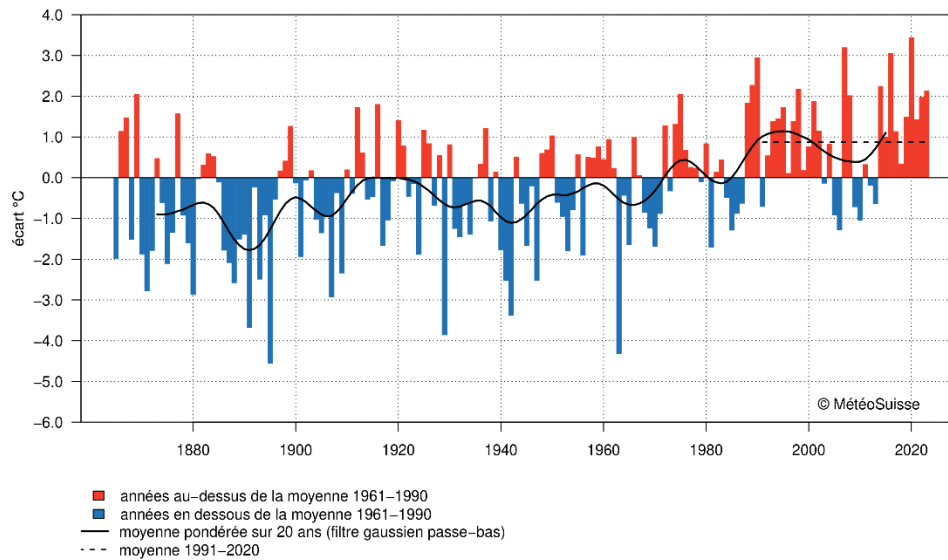 4.0
3.0
2.0
1.0
0.0
−1.0
−2.0
−3.0
−4.0
−5.0
−6.0
écart °C
© MétéoSuisse
1880 1900 1920 1940 1960 1980 2000 2020
années au−dessus de la moyenne 1961−1990
années en dessous de la moyenne 1961−1990
moyenne pondérée sur 20 ans (filtre gaussien passe−bas)
moyenne 1991−2020